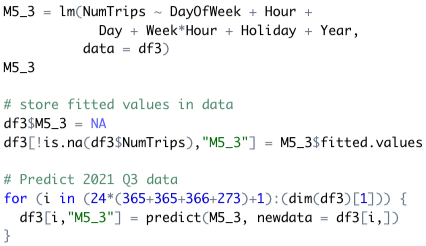 M5_3 = lm(NumTrips ~ DayOfWeek + Hour +
Day + Week*Hour + Holiday + Year,
data = df3)
M5_3
# store fitted values in data
df3$M5_3 = NA
df3[!is.na(df3$NumTrips),"M5_3"] = M5_3$fitted.values
# Predict 2021 Q3 data
for (i in (24*(365+365+366+273)+1):(dim(df3)[1])) {
df3[i,"M5_3"] = predict(M5_3, newdata = df3[i,])
}